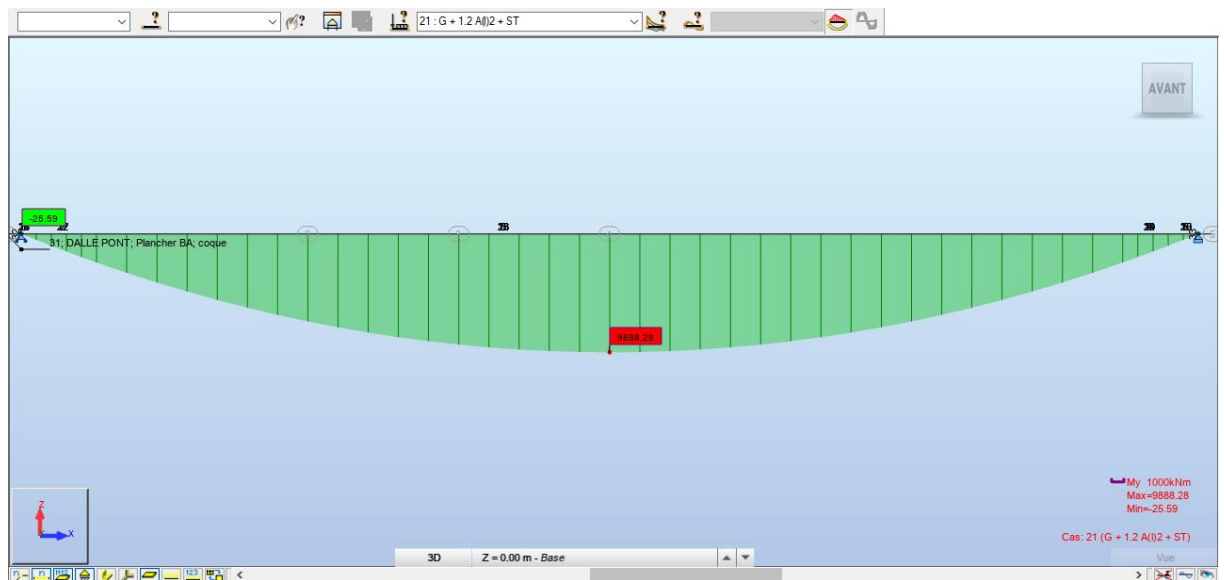 21 : G + 1.2 A(l)2 + ST
AVANT
-25.59
31; DALLE PONT; Plancher BA; coque
9888.28
My 1000kNm
Max=9888.28
Min=-25.59
Cas: 21 (G + 1.2 A(l)2 + ST)
Z
X
3D Z = 0.00 m - Base
Vue